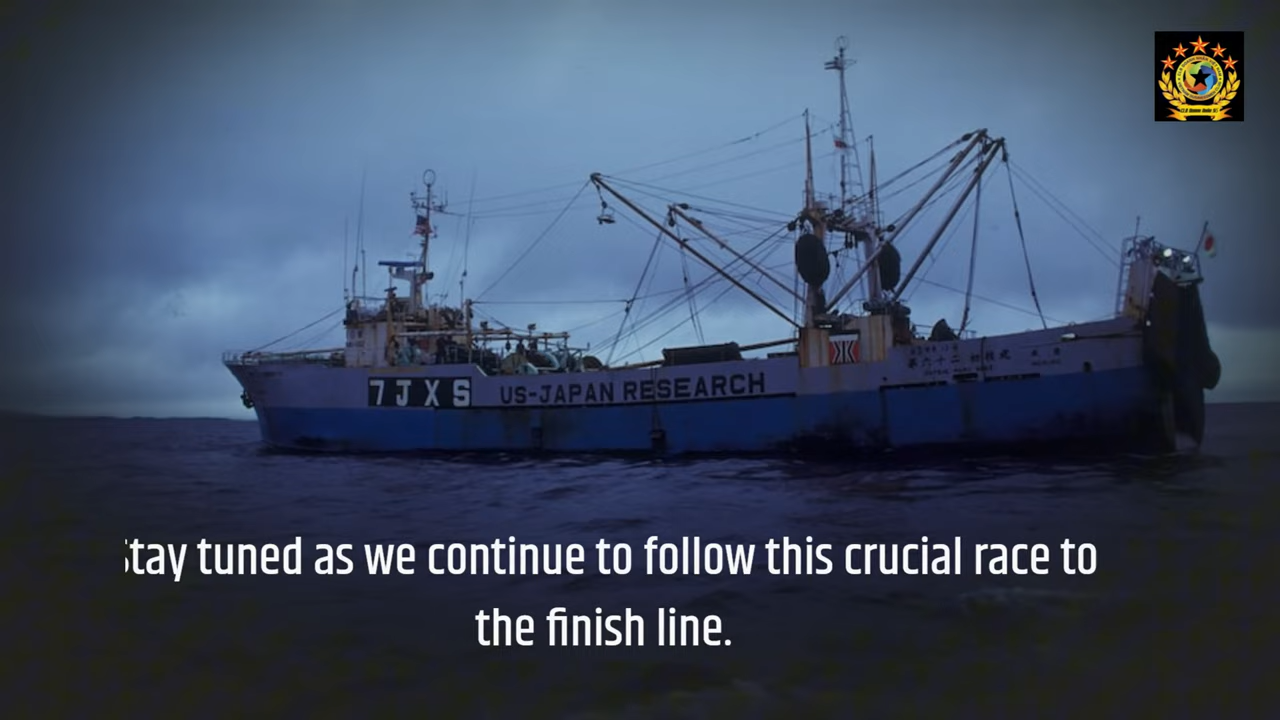 7JXS
US-JAPAN RESEARCH
Stay tuned as we continue to follow this crucial race to
the finish line.